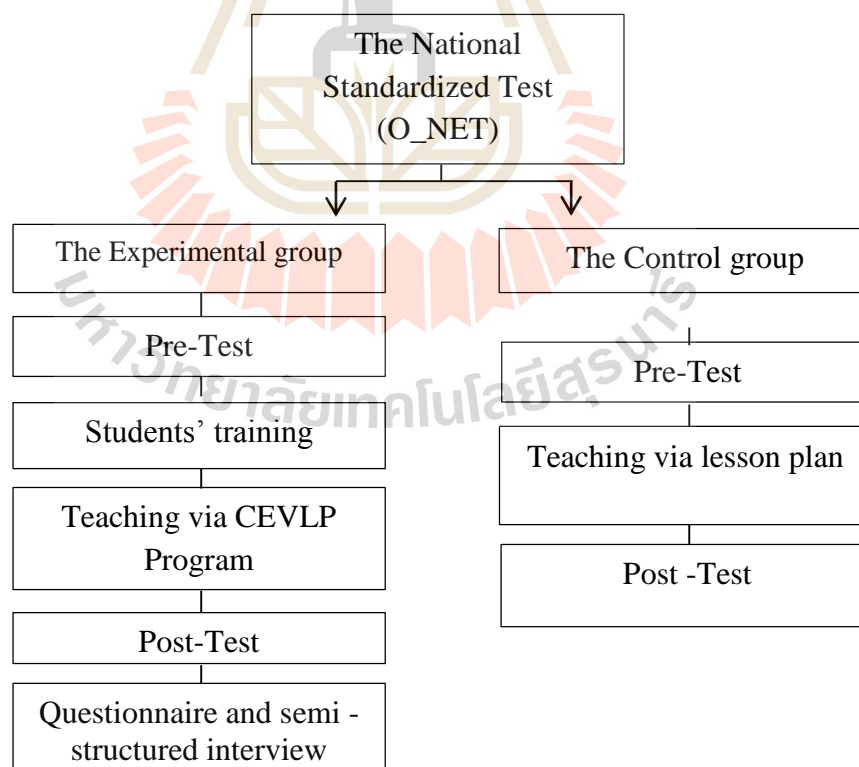 The National
Standardized Test
(O_NET)
The Experimental group
The Control group
Pre-Test
Pre-Test
Students’ training
Teaching via lesson plan
Teaching via CEVLP
Program
Post -Test
Post-Test
Questionnaire and semi -
structured interview
มหาวิทยาลัยเทคโนโลยีสุรนารี